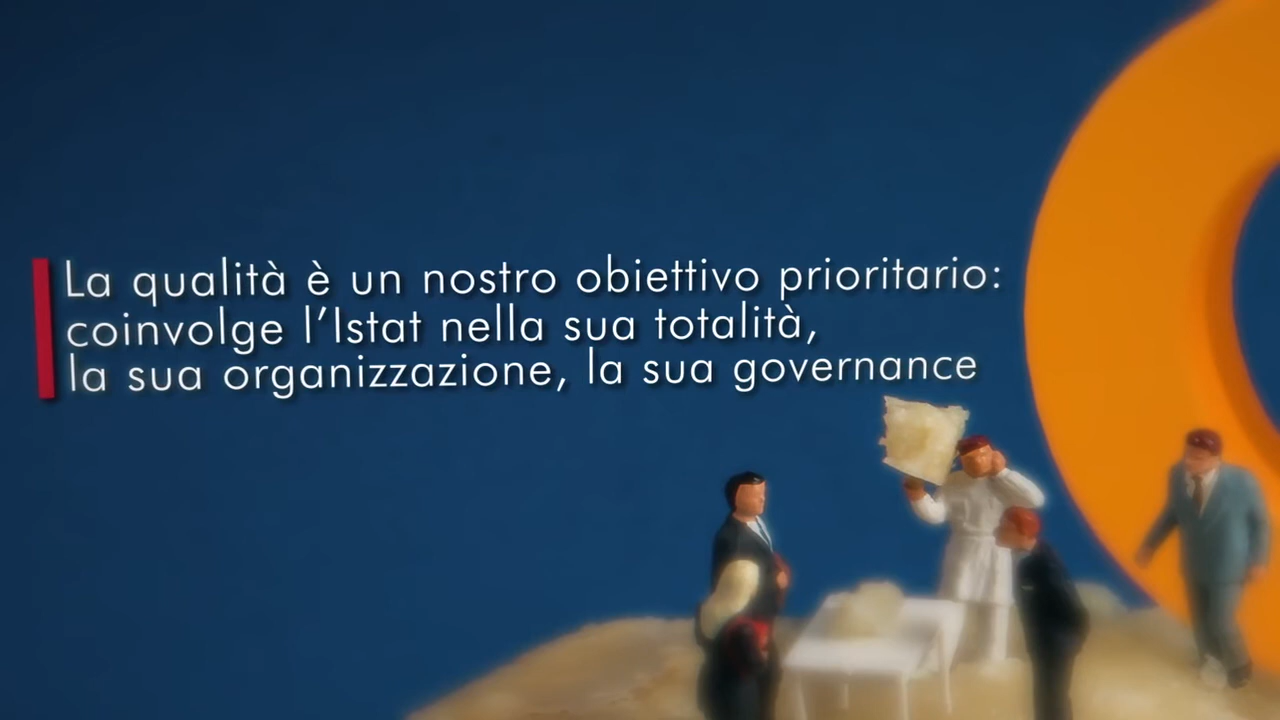 La qualità è un nostro obiettivo prioritario:
coinvolge l'Istat nella sua totalità,
la sua organizzazione, la sua governance